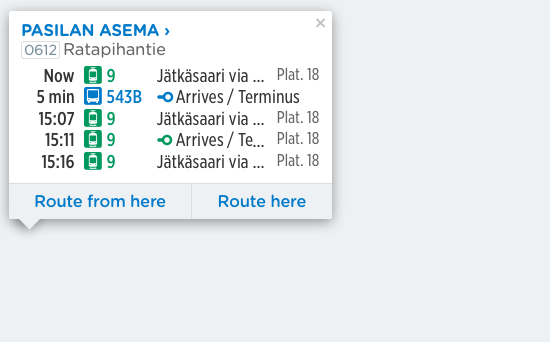 PASILAN ASEMA ›
×
0612 Ratapihantie
Now 9 Jätkäsaari via ... Plat. 18
5 min 543B Arrives / Terminus
15:07 9 Jätkäsaari via ... Plat. 18
15:11 9 Arrives / Te... Plat. 18
15:16 9 Jätkäsaari via ... Plat. 18
Route from here Route here